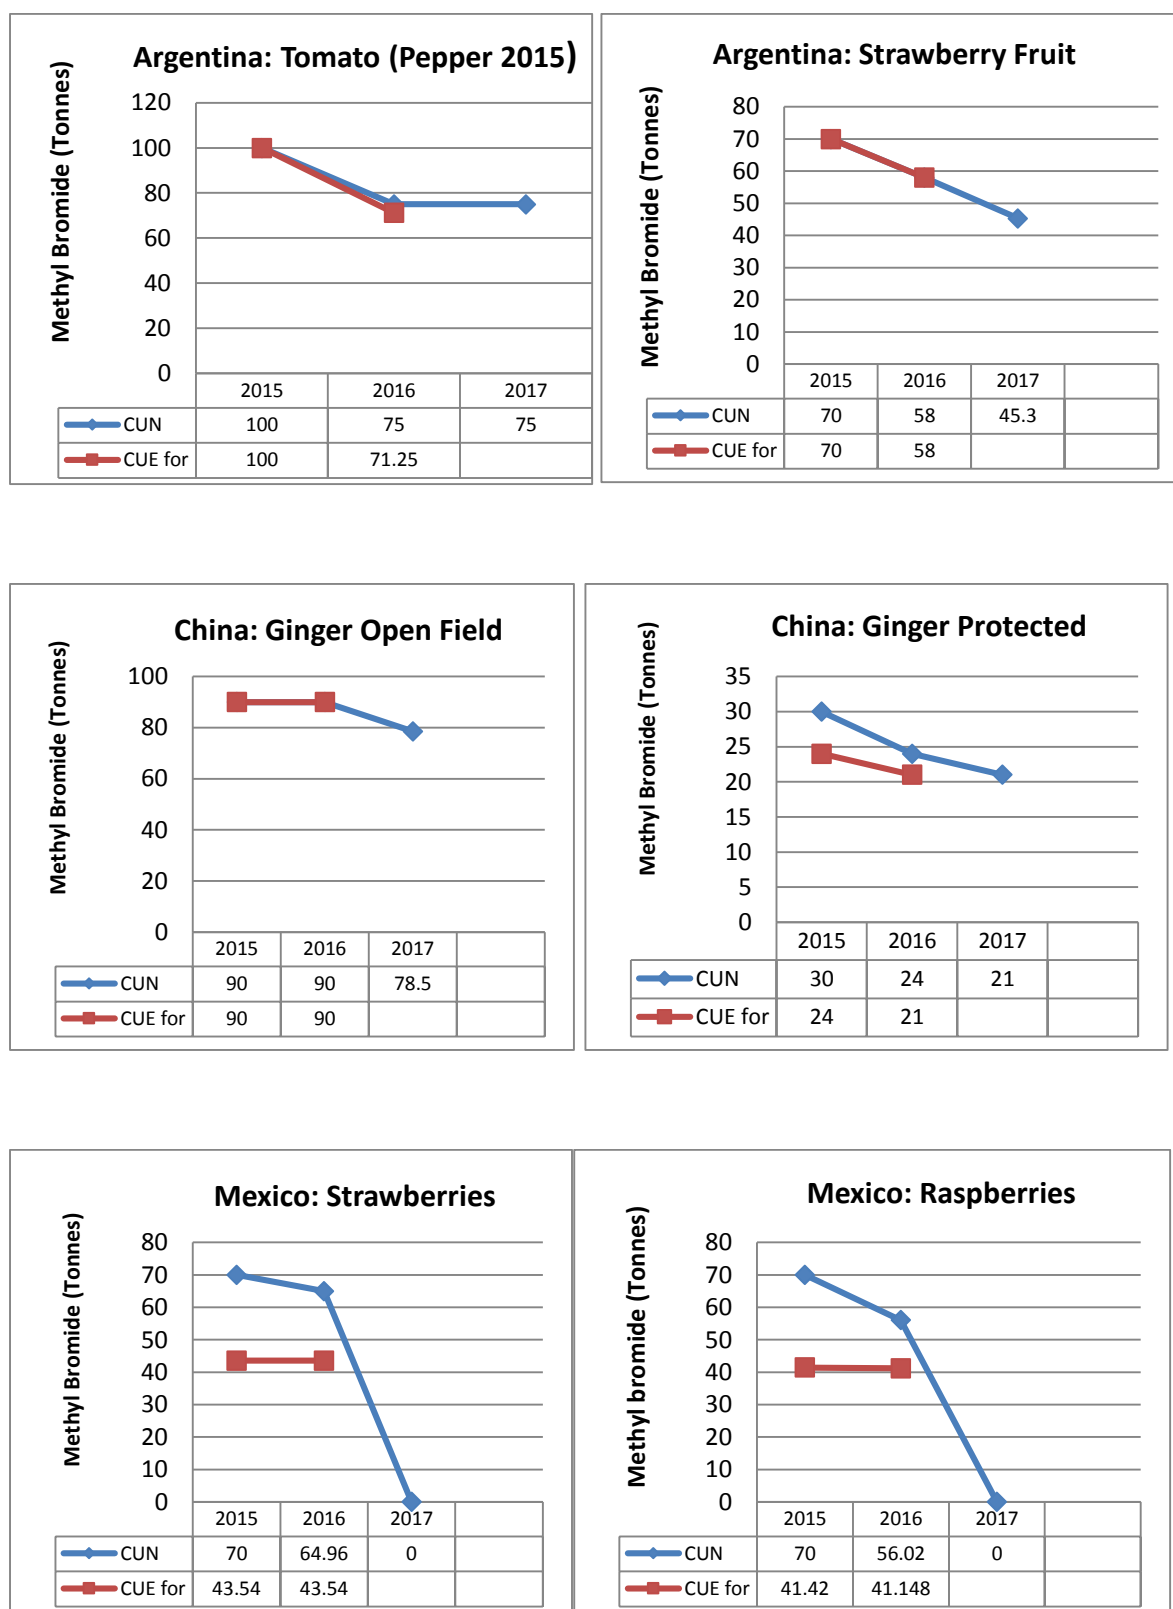 Argentina: Tomato (Pepper 2015)
Methyl Bromide (Tonnes)
120
100
80
60
40
20
0
2015 2016 2017
CUN 100 75 75
CUE for 100 71.25
Argentina: Strawberry Fruit
Methyl Bromide (Tonnes)
80
70
60
50
40
30
20
10
0
2015 2016 2017
CUN 70 58 45.3
CUE for 70 58
China: Ginger Open Field
Methyl Bromide (Tonnes)
100
80
60
40
20
0
2015 2016 2017
CUN 90 90 78.5
CUE for 90 90
China: Ginger Protected
Methyl Bromide (Tonnes)
35
30
25
20
15
10
5
0
2015 2016 2017
CUN 30 24 21
CUE for 24 21
Mexico: Strawberries
Methyl Bromide (Tonnes)
80
70
60
50
40
30
20
10
0
2015 2016 2017
CUN 70 64.96 0
CUE for 43.54 43.54
Mexico: Raspberries
Methyl bromide (Tonnes)
80
70
60
50
40
30
20
10
0
2015 2016 2017
CUN 70 56.02 0
CUE for 41.42 41.148